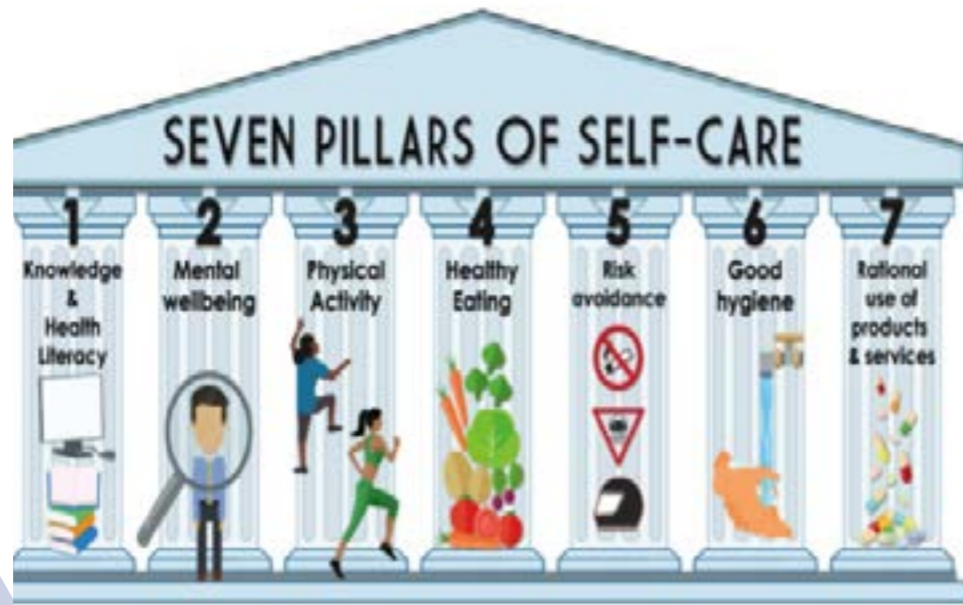 SEVEN PILLARS OF SELF-CARE
1
Knowledge
&
Health
Literacy
2
Mental
wellbeing
3
Physical
Activity
4
Healthy
Eating
5
Risk
avoidance
6
Good
hygiene
7
Rational
use of
products
& services